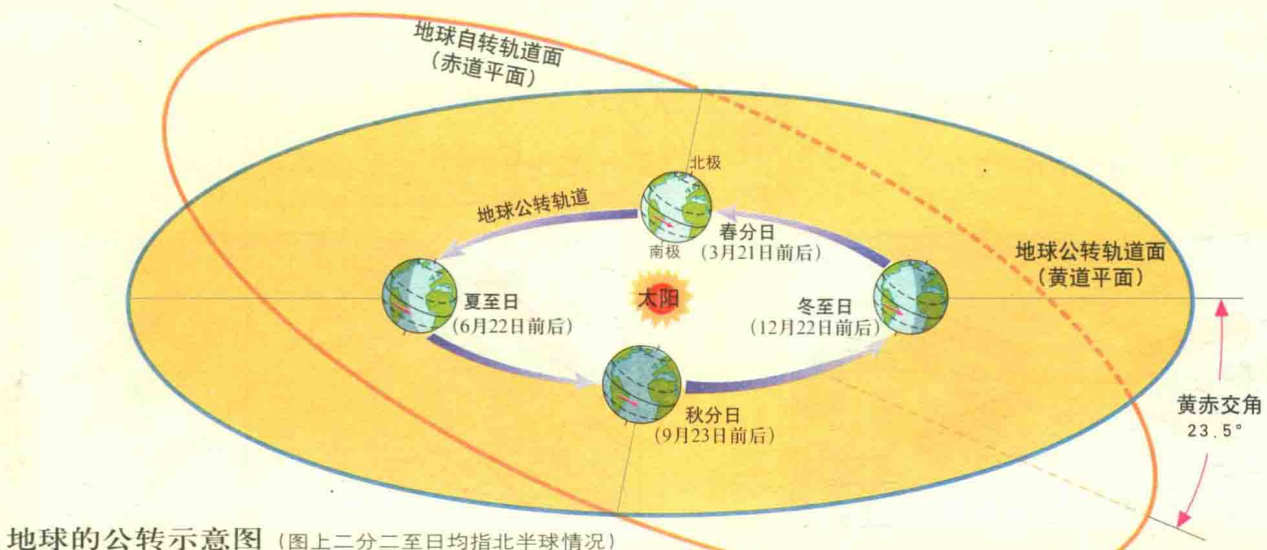 地球自转轨道面
(赤道平面)
北极
地球公转轨道
春分日
南极
(3月21日前后)
地球公转轨道面
(黄道平面)
太阳
夏至日
(6月22日前后)
冬至日
(12月22日前后)
黄赤交角
23.5°
秋分日
(9月23日前后)
地球的公转示意图 (图上二分二至日均指北半球情况)